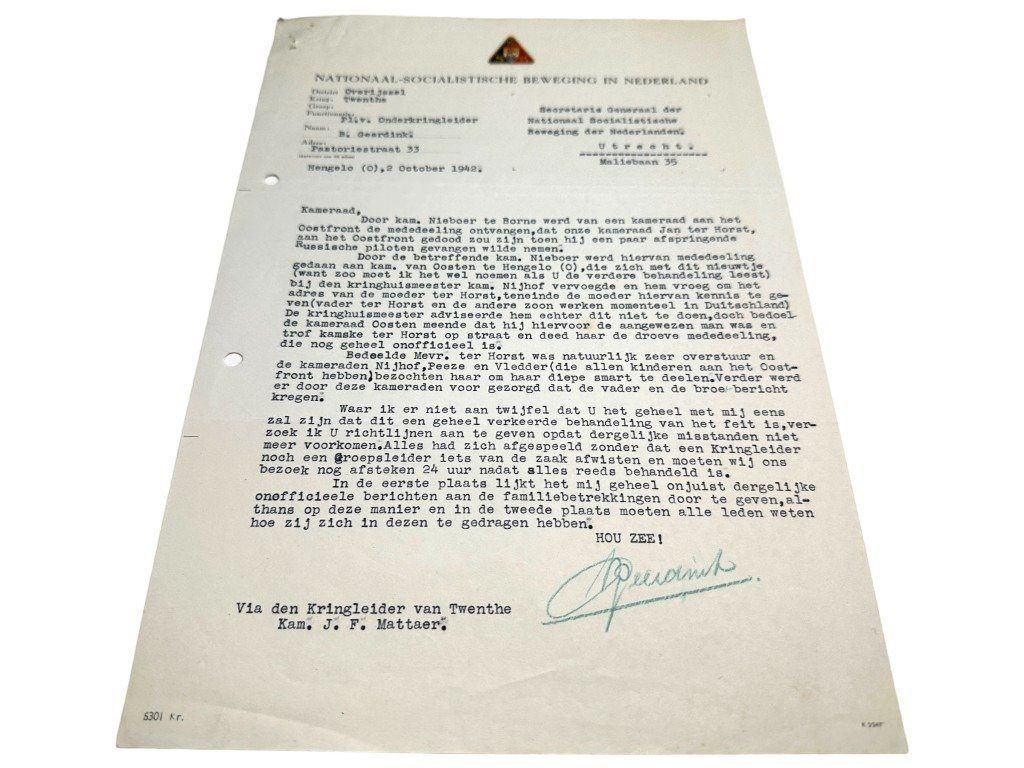 NATIONAAL-SOCIALISTISCHE BEWEGING IN NEDERLAND
District Overijssel
Kring: Twenthe
Groep:
Functionaris: Pl.v. Onderkringleider
Naam: B. Geerdink.
Adres: Pastoriestraat 33
Hengelo (O),2 October 1942.
Secretaris Generaal der
Nationaal Socialistische
Beweging der Nederlanden.
Utrecht.
Maliebaan 35
Kameraad,
Door kam. Nieboer te Borne werd van een kameraad aan het
Oostfront de mededeeling ontvangen,dat onze kameraad Jan ter Horst,
aan het Oostfront gedood zou zijn toen hij een paar afspringende
Russische piloten gevangen wilde nemen.
Door de betreffende kam. Nieboer werd hiervan mededeeling
gedaan aan kam. van Oosten te Hengelo (O),die zich met dit nieuwtje
(want zoo moet ik het wel noemen als U de verdere behandeling leest)
bij den kringhuismeester kam. Nijhof vervoegde en hem vroeg om het
adres van de moeder ter Horst,teneinde de moeder hiervan kennis te ge-
ven(vader ter Horst en de andere zoon werken momenteel in Duitschland)
De kringhuismeester adviseerde hem echter dit niet te doen,doch bedoel-
de kameraad Oosten meende dat hij hiervoor de aangewezen man was en
trof kamske ter Horst op straat en deed haar de droeve mededeeling,
die nog geheel onofficieel is.
Bedoelde Mevr. ter Horst was natuurlijk zeer overstuur en
de kameraden Nijhof,Peeze en Vledder(die allen kinderen aan het Oost-
front hebben)bezochten haar om haar diepe smart te deelen.Verder werd
er door deze kameraden voor gezorgd dat de vader en de broer bericht
kregen.
Waar ik er niet aan twijfel dat U het geheel met mij eens
zal zijn dat dit een geheel verkeerde behandeling van het feit is,ver-
zoek ik U richtlijnen aan te geven opdat dergelijke misstanden niet
meer voorkomen.Alles had zich afgespeeld zonder dat een Kringleider
noch een Groepsleider iets van de zaak afwisten en moeten wij ons
bezoek nog afsteken 24 uur nadat alles reeds behandeld is.
In de eerste plaats lijkt het mij geheel onjuist dergelijke
onofficieele berichten aan de familiebetrekkingen door te geven,al-
thans op deze manier en in de tweede plaats moeten alle leden weten
hoe zij zich in dezen te gedragen hebben.
HOU ZEE!
Geerdink
Via den Kringleider van Twenthe
Kam. J. F. Mattaer.
5301 Kr.